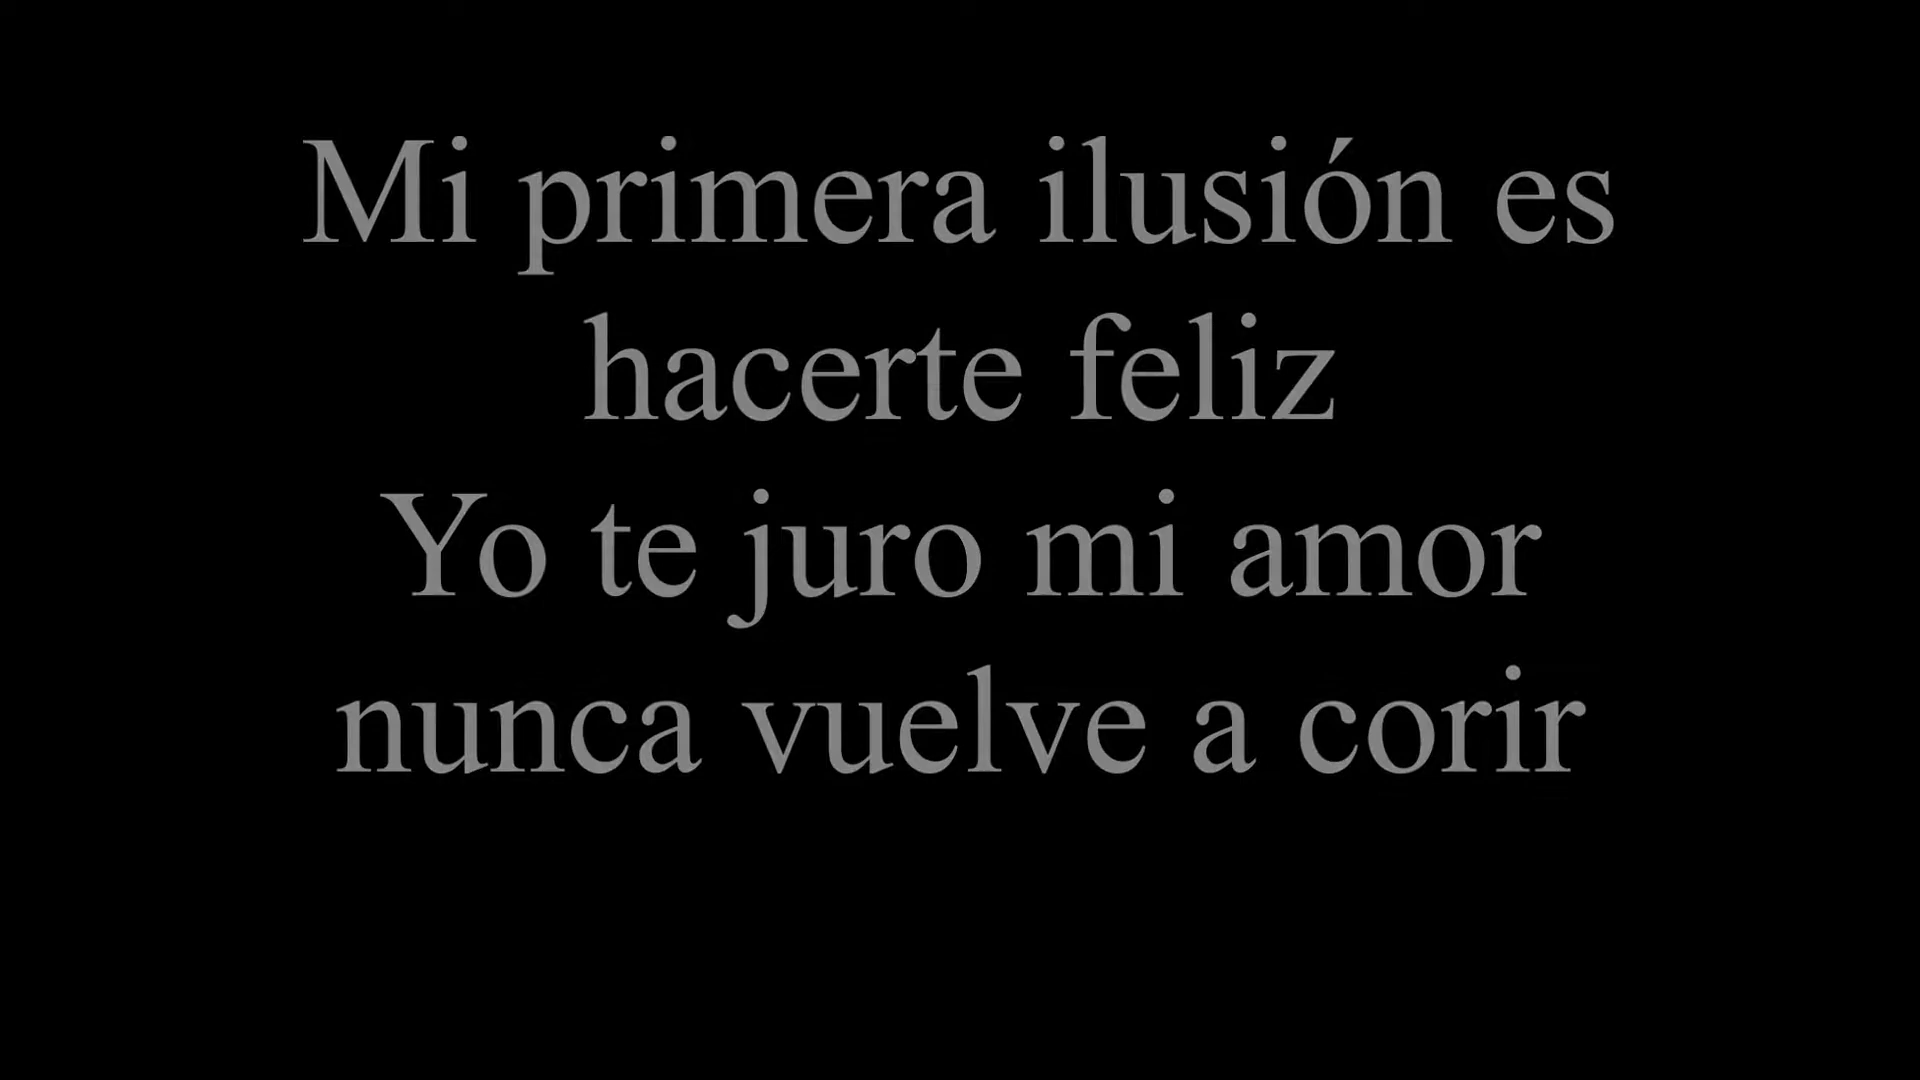 Mi primera ilusión es
hacerte feliz
Yo te juro mi amor
nunca vuelve a corir